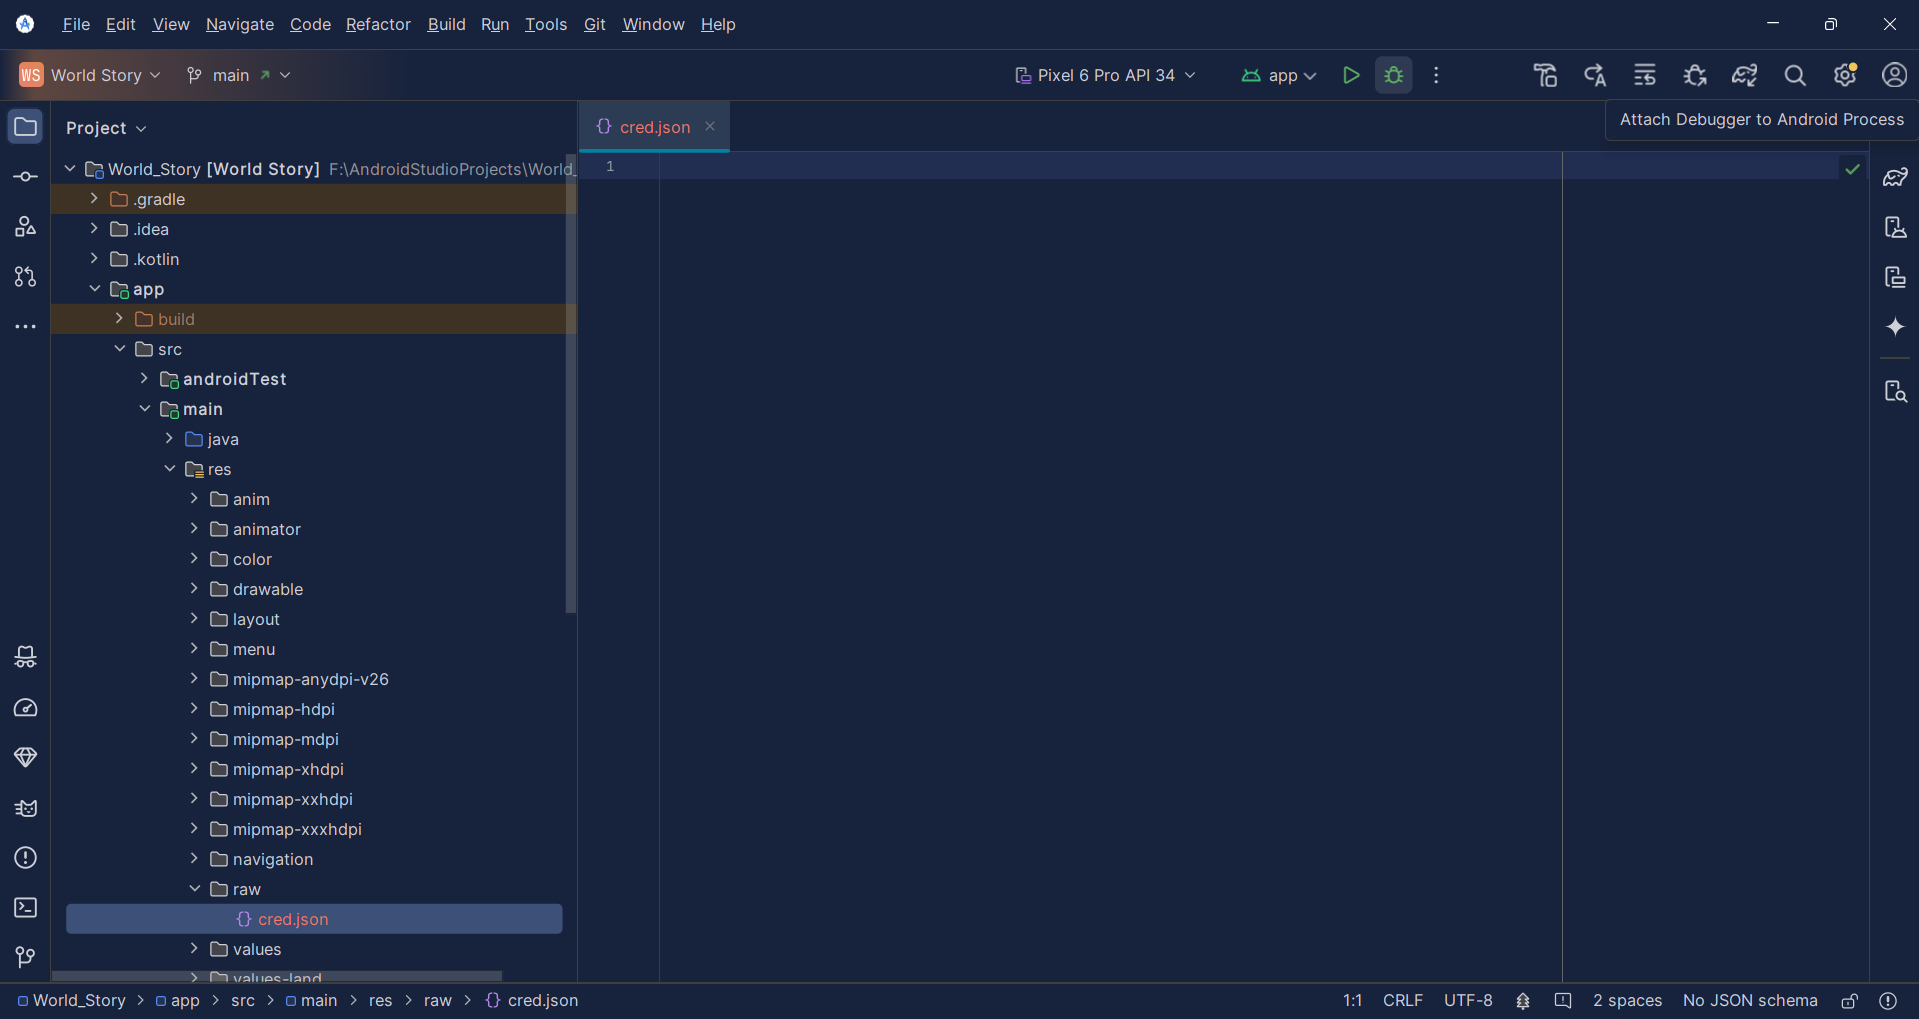 File Edit View Navigate Code Refactor Build Run Tools Git Window Help
WS World Story main Pixel 6 Pro API 34 app
Project
cred.json
Attach Debugger to Android Process
World_Story [World Story] F:\AndroidStudioProjects\World_
1
.gradle
.idea
.kotlin
app
build
src
androidTest
main
java
res
anim
animator
color
drawable
layout
menu
mipmap-anydpi-v26
mipmap-hdpi
mipmap-mdpi
mipmap-xhdpi
mipmap-xxhdpi
mipmap-xxxhdpi
navigation
raw
{} cred.json
values
values-land
World_Story > app > src > main > res > raw > {} cred.json 1:1 CRLF UTF-8 2 spaces No JSON schema